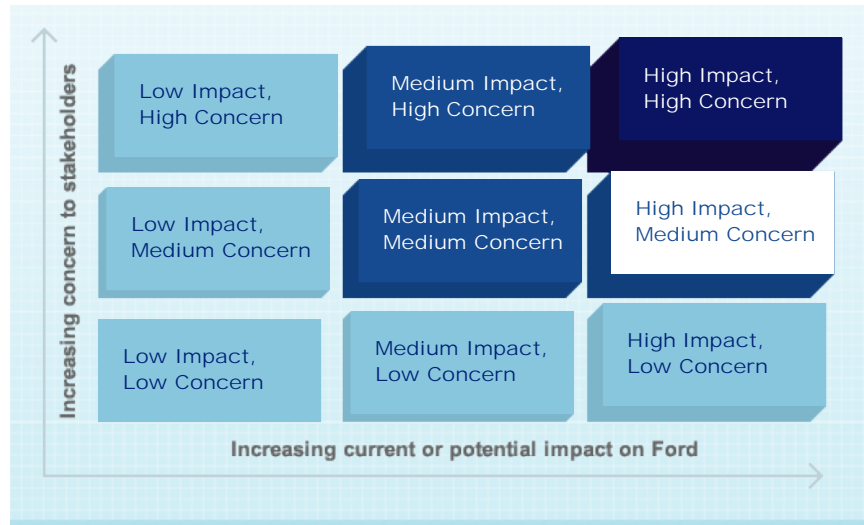 Increasing concern to stakeholders
Low Impact,
High Concern
Medium Impact,
High Concern
High Impact,
High Concern
Low Impact,
Medium Concern
Medium Impact,
Medium Concern
High Impact,
Medium Concern
Low Impact,
Low Concern
Medium Impact,
Low Concern
High Impact,
Low Concern
Increasing current or potential impact on Ford